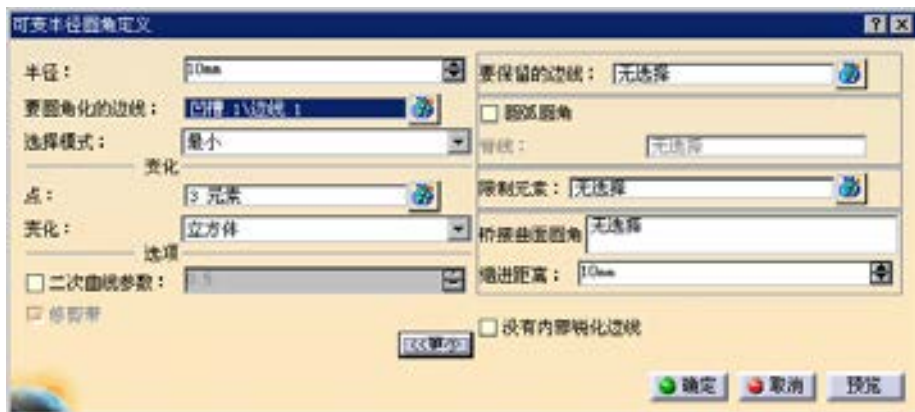 可变半径圆角定义
半径：
10mm
要圆角化的边线：
凹槽.1\边线.1
选择模式：
最小
变化
点：
3 元素
变化：
立方体
选项
二次曲线参数：
0.5
修剪带
<<更少
要保留的边线：
无选择
圆弧圆角
脊线：
无选择
限制元素：
无选择
桥接曲面圆角
无选择
缩进距离：
10mm
没有内部锐化边线
确定
取消
预览